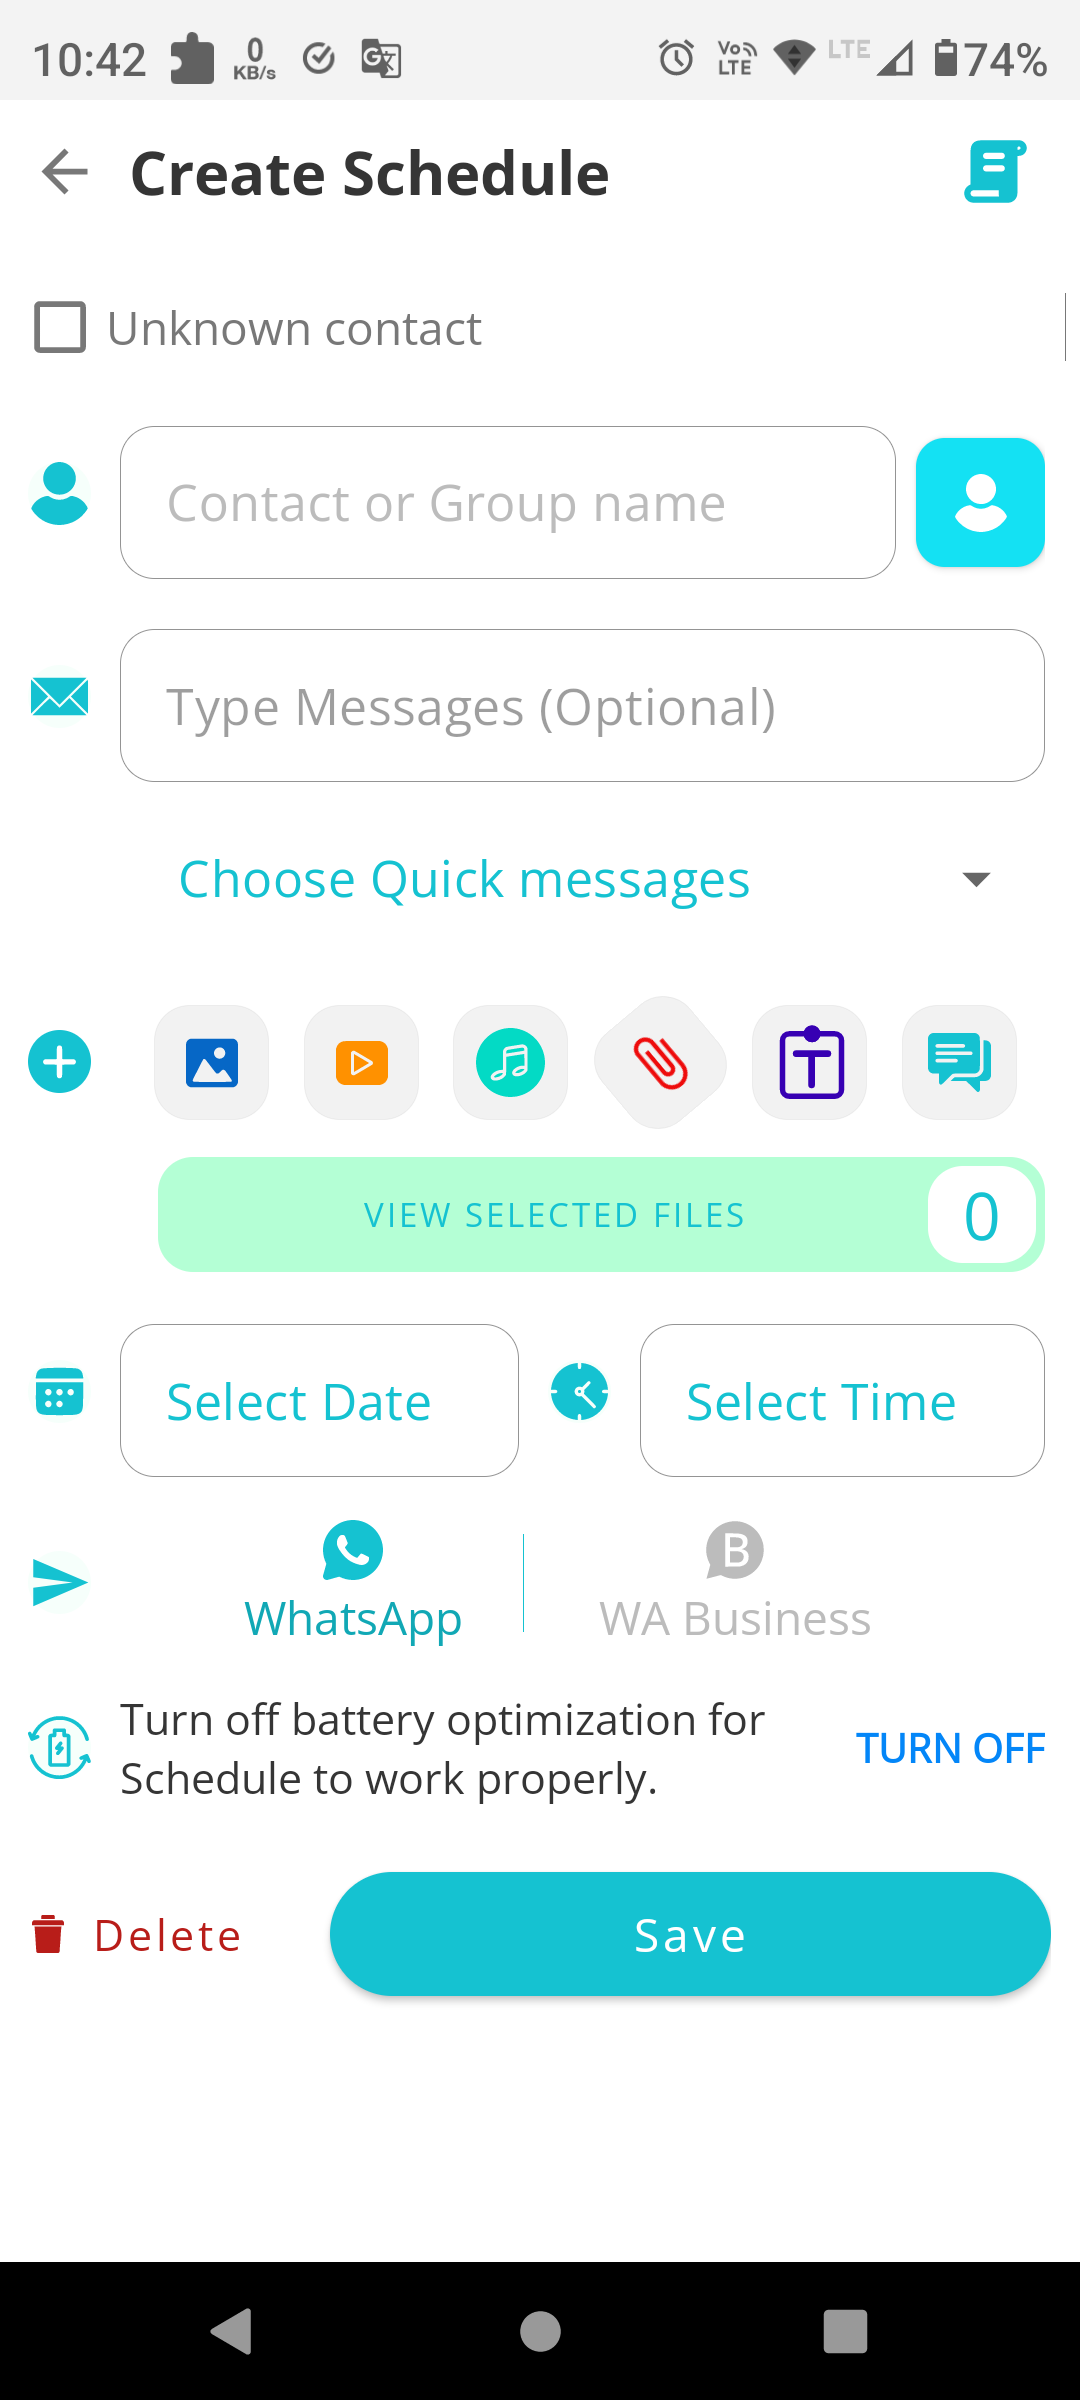 10:42 0 KB/s VoLTE LTE 74%
Create Schedule
Unknown contact
Contact or Group name
Type Messages (Optional)
Choose Quick messages
T
VIEW SELECTED FILES 0
Select Date Select Time
B
WhatsApp WA Business
Turn off battery optimization for
Schedule to work properly.
TURN OFF
Delete Save